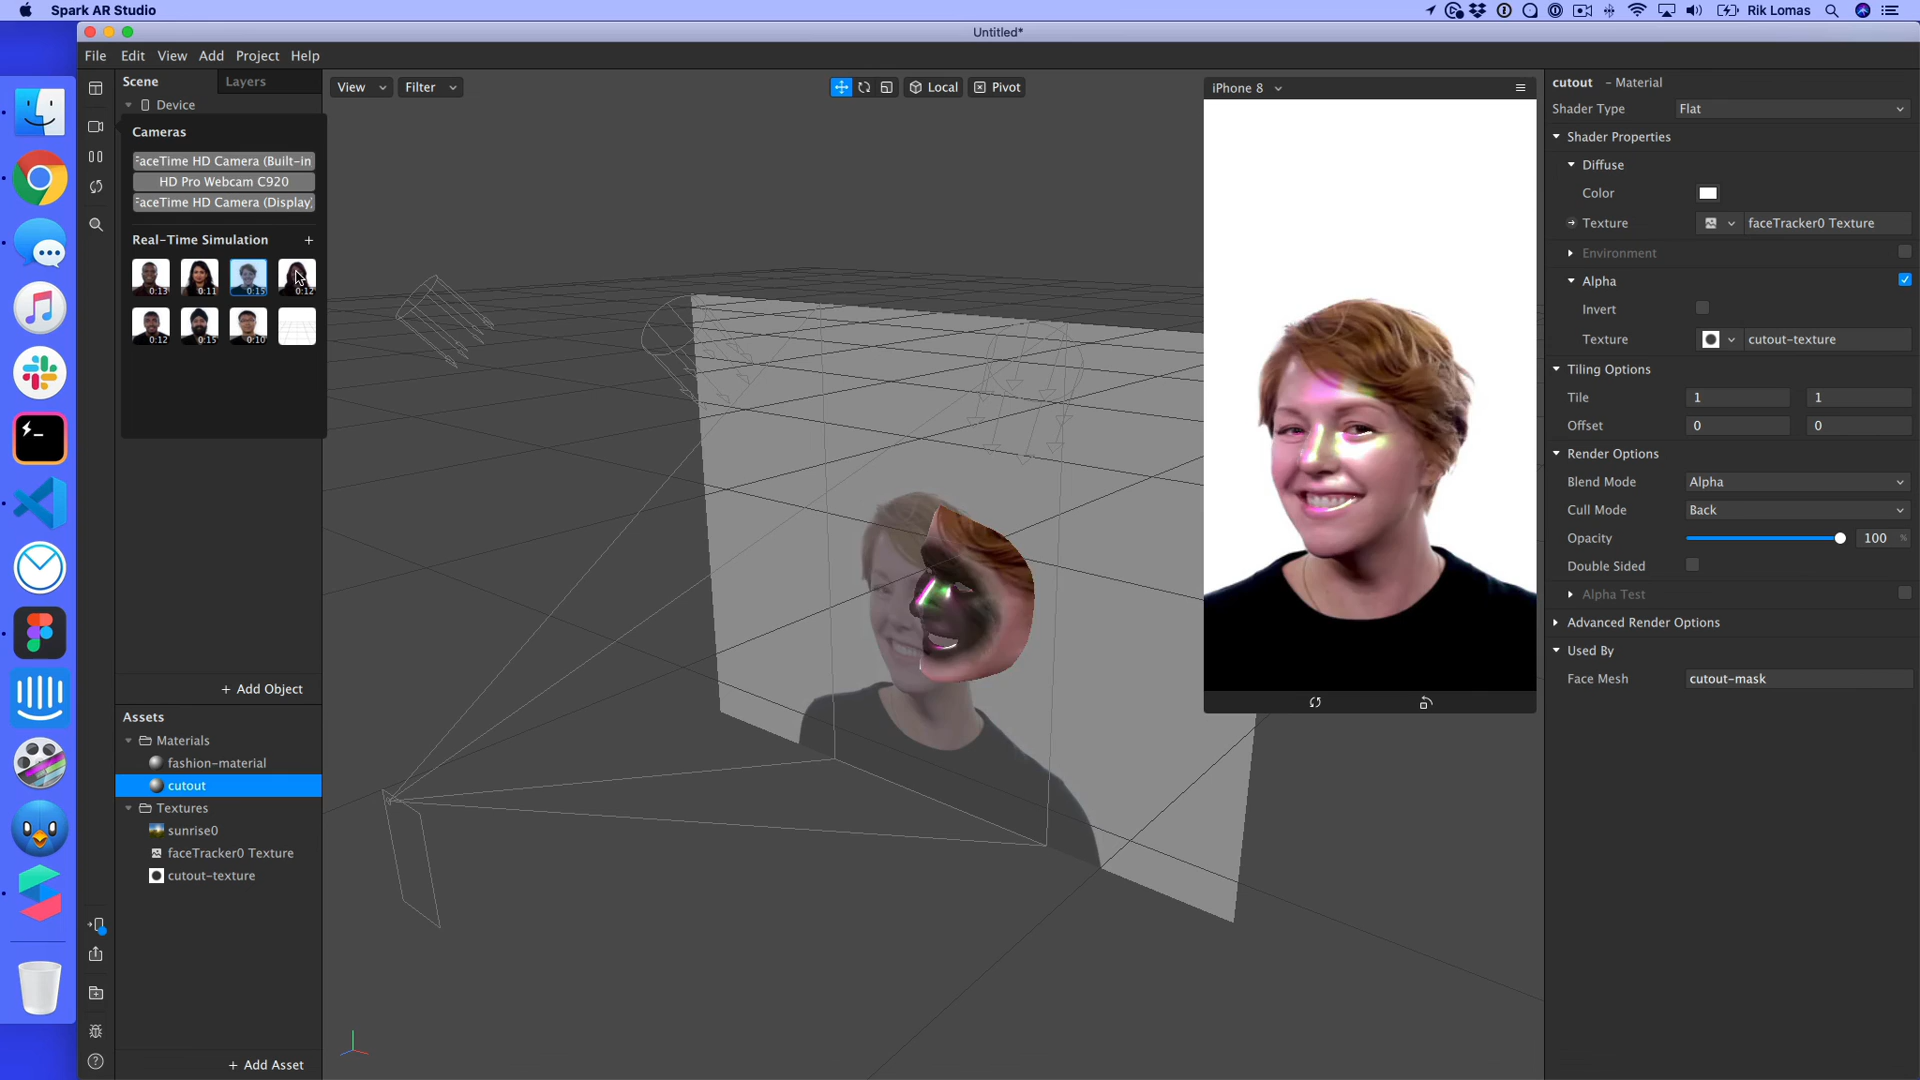 Spark AR Studio
Rik Lomas
Untitled*
File Edit View Add Project Help
Scene Layers
Device
Cameras
FaceTime HD Camera (Built-in
HD Pro Webcam C920
FaceTime HD Camera (Display)
Real-Time Simulation +
0:13 0:11 0:15 0:12
0:12 0:15 0:10
+ Add Object
Assets
Materials
fashion-material
cutout
Textures
sunrise0
faceTracker0 Texture
cutout-texture
+ Add Asset
View Filter Local Pivot
iPhone 8
cutout - Material
Shader Type Flat
Shader Properties
Diffuse
Color
Texture faceTracker0 Texture
Environment
Alpha
Invert
Texture cutout-texture
Tiling Options
Tile 1 1
Offset 0 0
Render Options
Blend Mode Alpha
Cull Mode Back
Opacity 100 %
Double Sided
Alpha Test
Advanced Render Options
Used By
Face Mesh cutout-mask